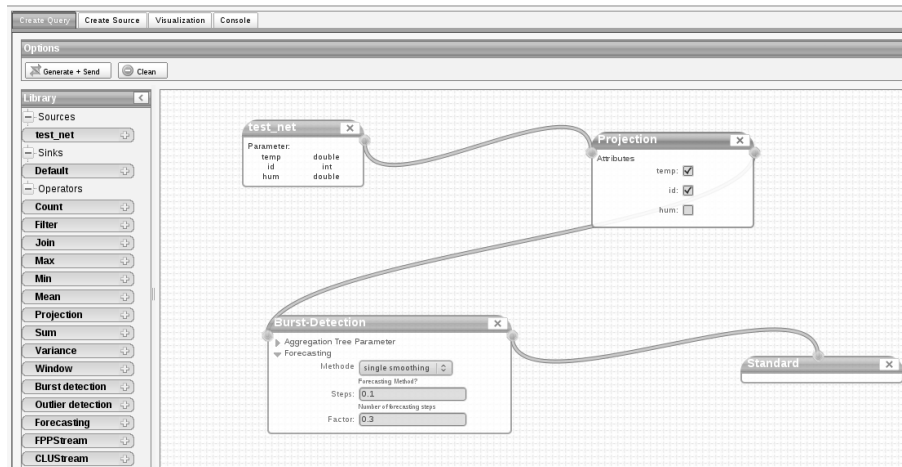 Create Query Create Source Visualization Console
Options
Generate + Send Clean
Library
Sources
test_net
Sinks
Default
Operators
Count
Filter
Join
Max
Min
Mean
Projection
Sum
Variance
Window
Burst detection
Outlier detection
Forecasting
FPPStream
CLUStream
test_net
Parameter:
temp double
id int
hum double
Projection
Attributes
temp:
id:
hum:
Burst-Detection
Aggregation Tree Parameter
Forecasting
Methode single smoothing
Forecasting Method?
Steps: 0.1
Number of forecasting steps
Factor: 0.3
Standard